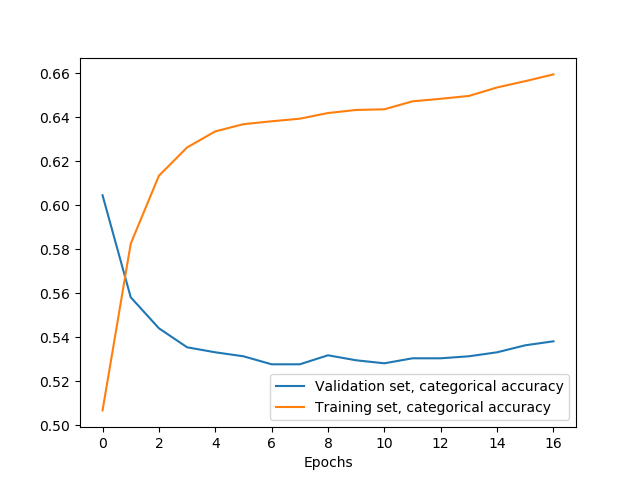 0.66
0.64
0.62
0.60
0.58
0.56
0.54
0.52
0.50
Validation set, categorical accuracy
Training set, categorical accuracy
0 2 4 6 8 10 12 14 16
Epochs